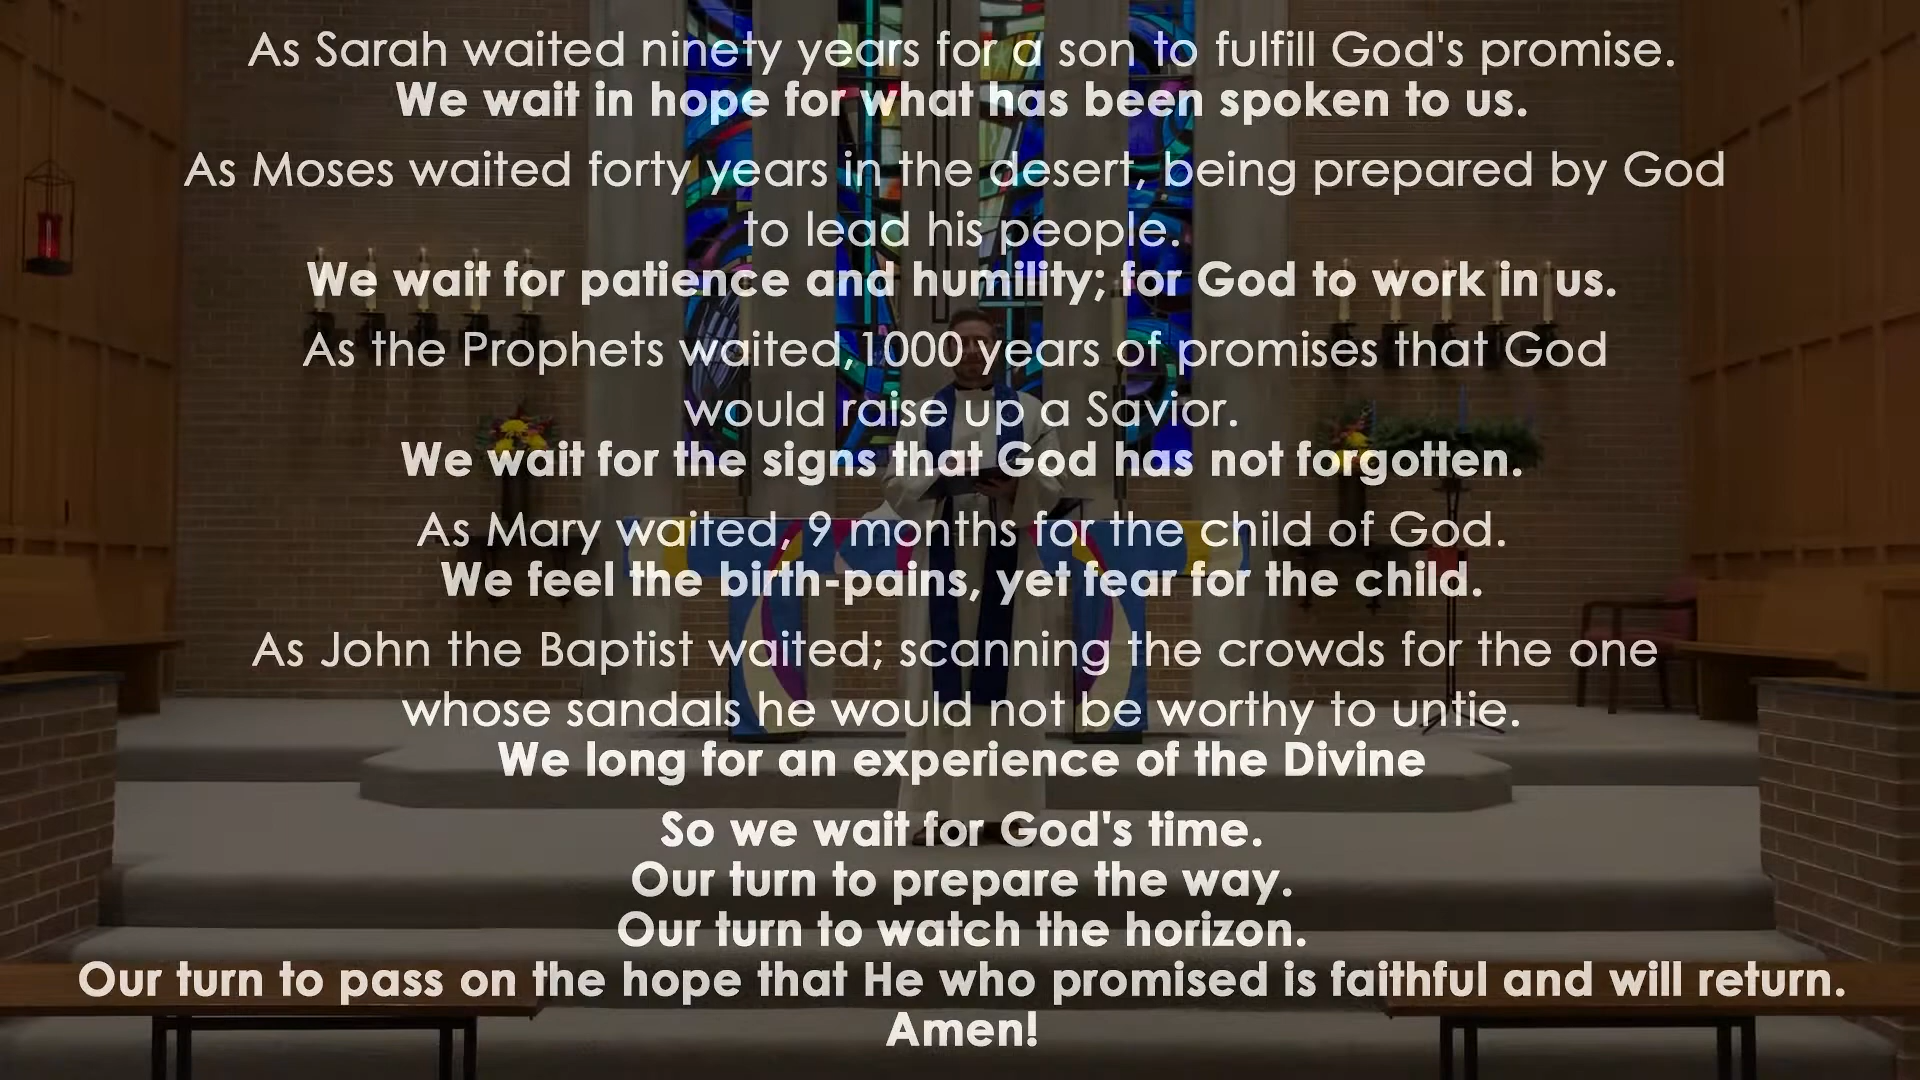 As Sarah waited ninety years for a son to fulfill God's promise.
We wait in hope for what has been spoken to us.
As Moses waited forty years in the desert, being prepared by God
to lead his people.
We wait for patience and humility; for God to work in us.
As the Prophets waited,1000 years of promises that God
would raise up a Savior.
We wait for the signs that God has not forgotten.
As Mary waited, 9 months for the child of God.
We feel the birth-pains, yet fear for the child.
As John the Baptist waited; scanning the crowds for the one
whose sandals he would not be worthy to untie.
We long for an experience of the Divine
So we wait for God's time.
Our turn to prepare the way.
Our turn to watch the horizon.
Our turn to pass on the hope that He who promised is faithful and will return.
Amen!